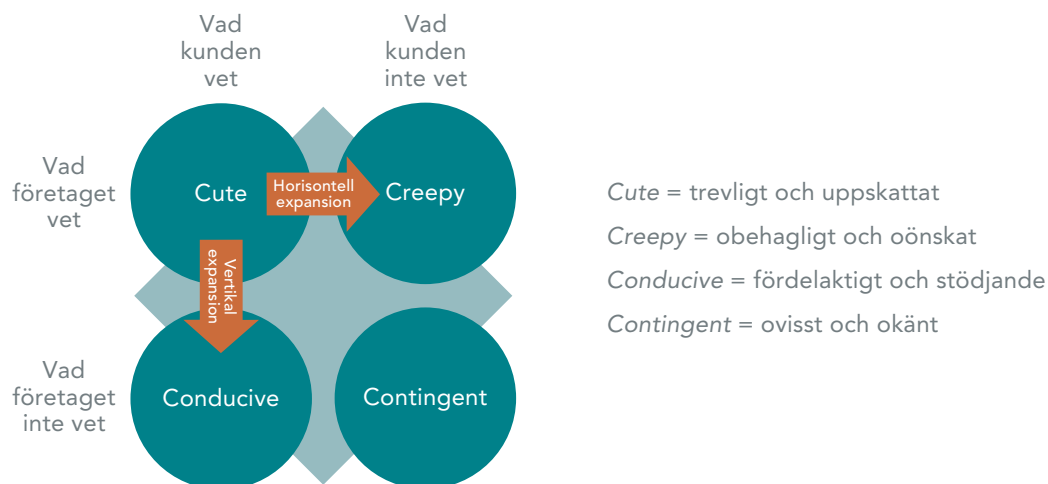 Vad
kunden
vet
Vad
kunden
inte vet
Vad
företaget
vet
Cute
Horisontell
expansion
Creepy
Vertikal
expansion
Vad
företaget
inte vet
Conducive
Contingent
Cute = trevligt och uppskattat
Creepy = obehagligt och oönskat
Conducive = fördelaktigt och stödjande
Contingent = ovisst och okänt